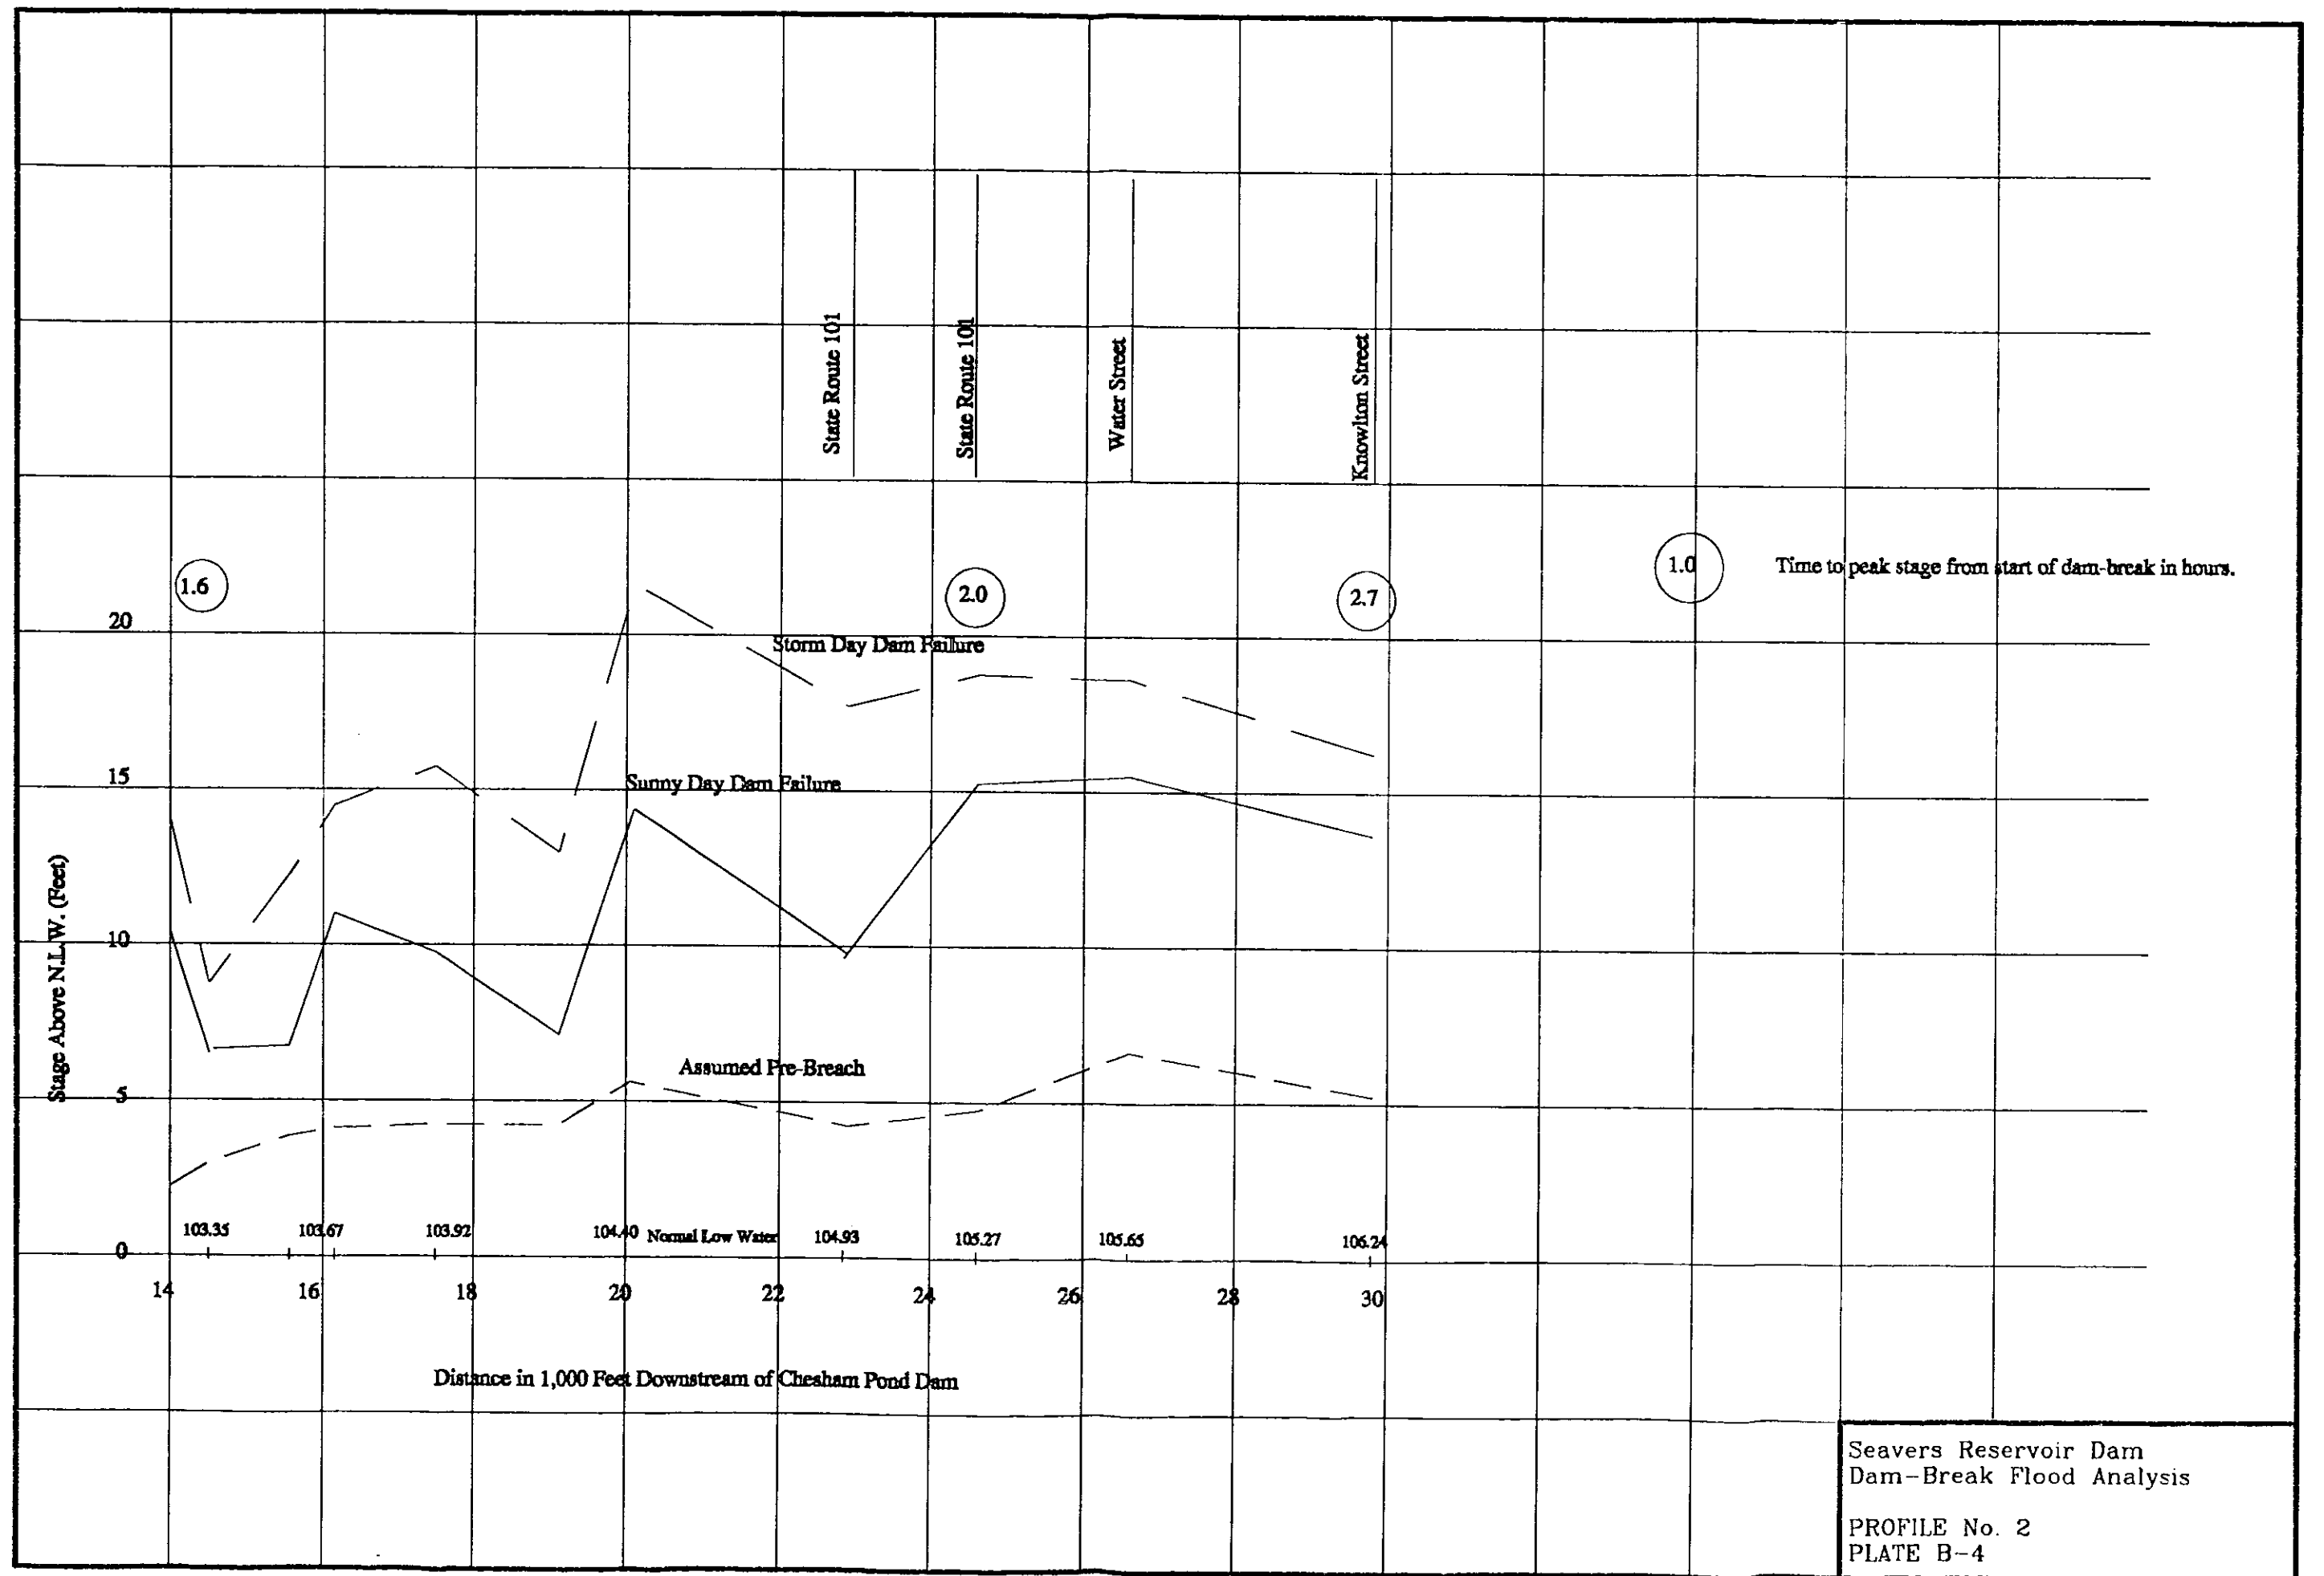 State Route 101
State Route 101
Water Street
Knowlton Street
1.6
2.0
2.7
1.0
Time to peak stage from start of dam-break in hours.
20
Storm Day Dam Failure
15
Sunny Day Dam Failure
Stage Above N.L.W. (Feet)
10
Assumed Pre-Breach
5
103.35
103.67
103.92
104.40
Normal Low Water
104.93
105.27
105.65
106.24
0
14
16
18
20
22
24
26
28
30
Distance in 1,000 Feet Downstream of Chesham Pond Dam
Seavers Reservoir Dam
Dam-Break Flood Analysis
PROFILE No. 2
PLATE B-4